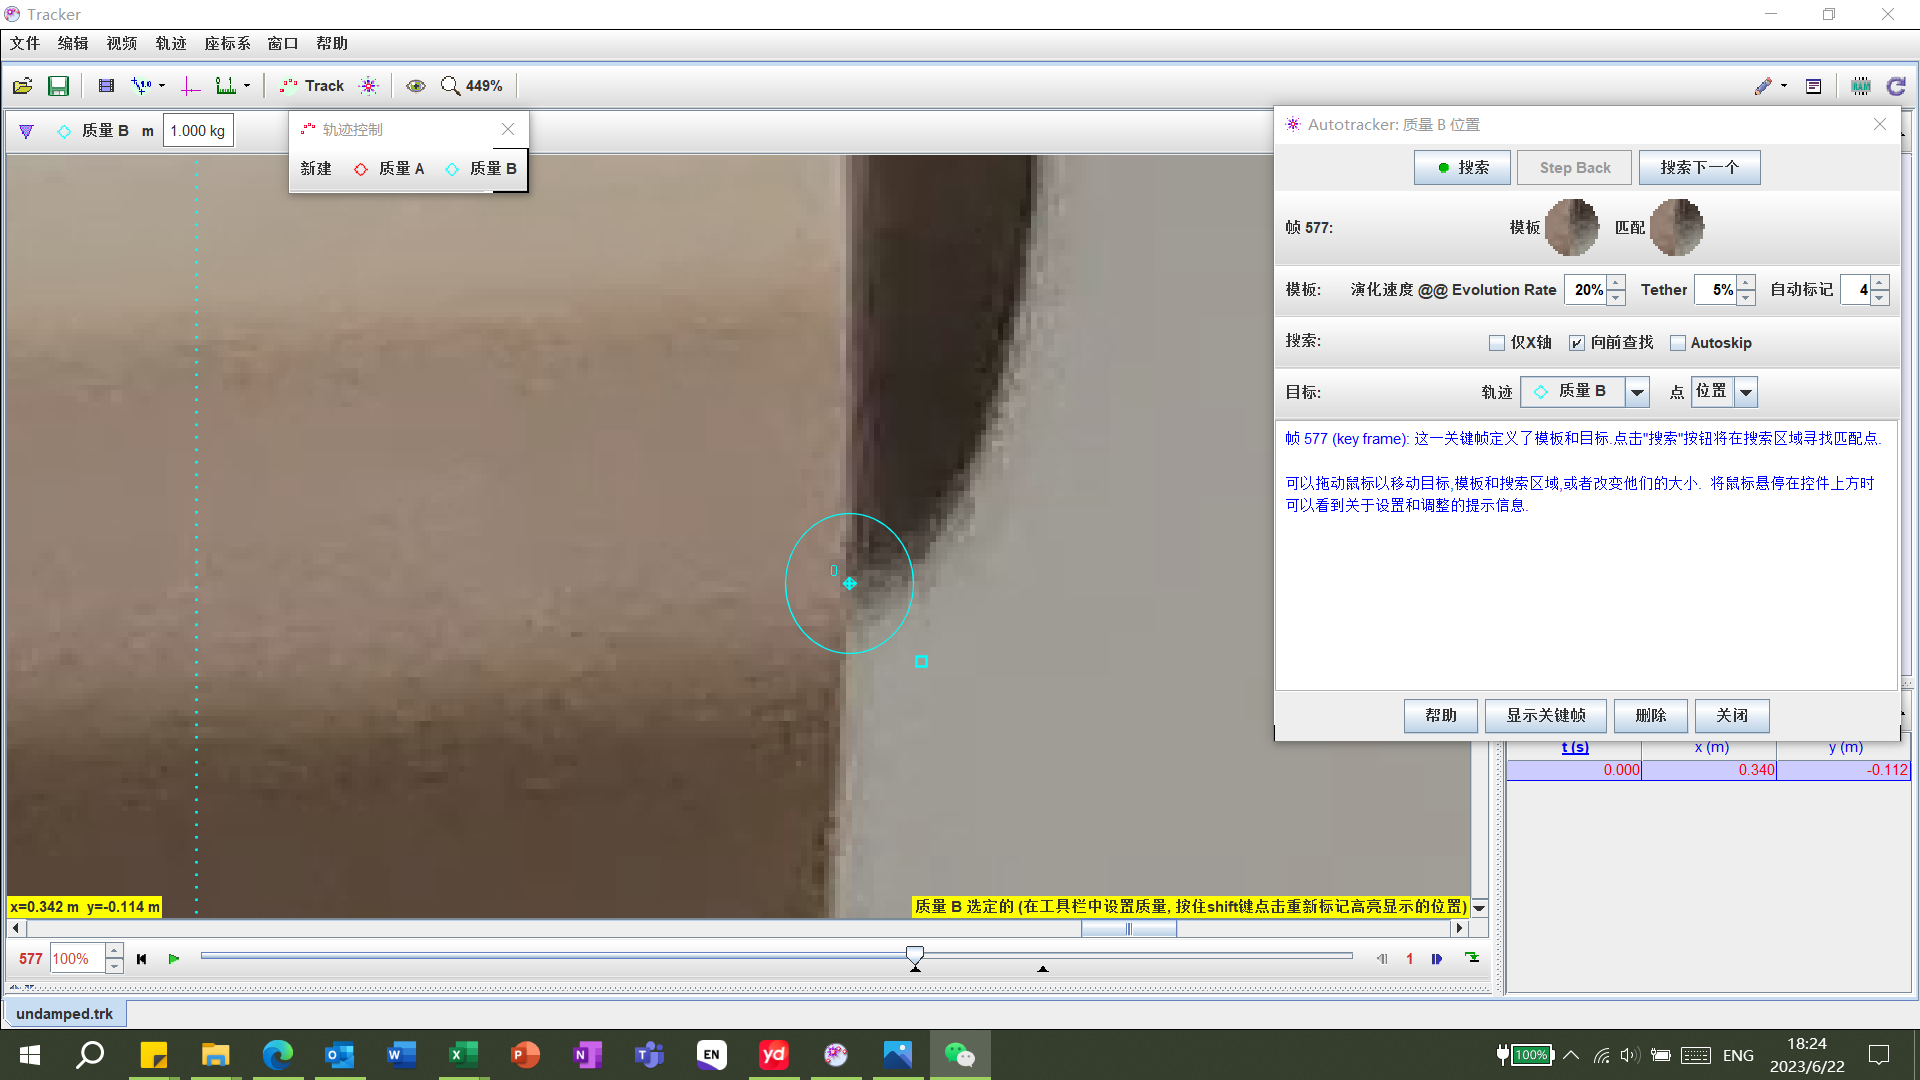 Tracker
文件 编辑 视频 轨迹 座标系 窗口 帮助
Track 449%
质量 B m 1.000 kg
轨迹控制
新建 质量 A 质量 B
Autotracker: 质量 B 位置
搜索 Step Back 搜索下一个
帧 577: 模板 匹配
模板: 演化速度 @@ Evolution Rate 20% Tether 5% 自动标记 4
搜索: 仅X轴 向前查找 Autoskip
目标: 轨迹 质量 B 点 位置
帧 577 (key frame): 这一关键帧定义了模板和目标.点击"搜索"按钮将在搜索区域寻找匹配点.
可以拖动鼠标以移动目标,模板和搜索区域,或者改变他们的大小. 将鼠标悬停在控件上方时
可以看到关于设置和调整的提示信息.
帮助 显示关键帧 删除 关闭
0
t (s) x (m) y (m)
0.000 0.340 -0.112
x=0.342 m y=-0.114 m
质量 B 选定的 (在工具栏中设置质量, 按住shift键点击重新标记高亮显示的位置)
577 100% 1
undamped.trk
EN yd
100% ENG
18:24
2023/6/22